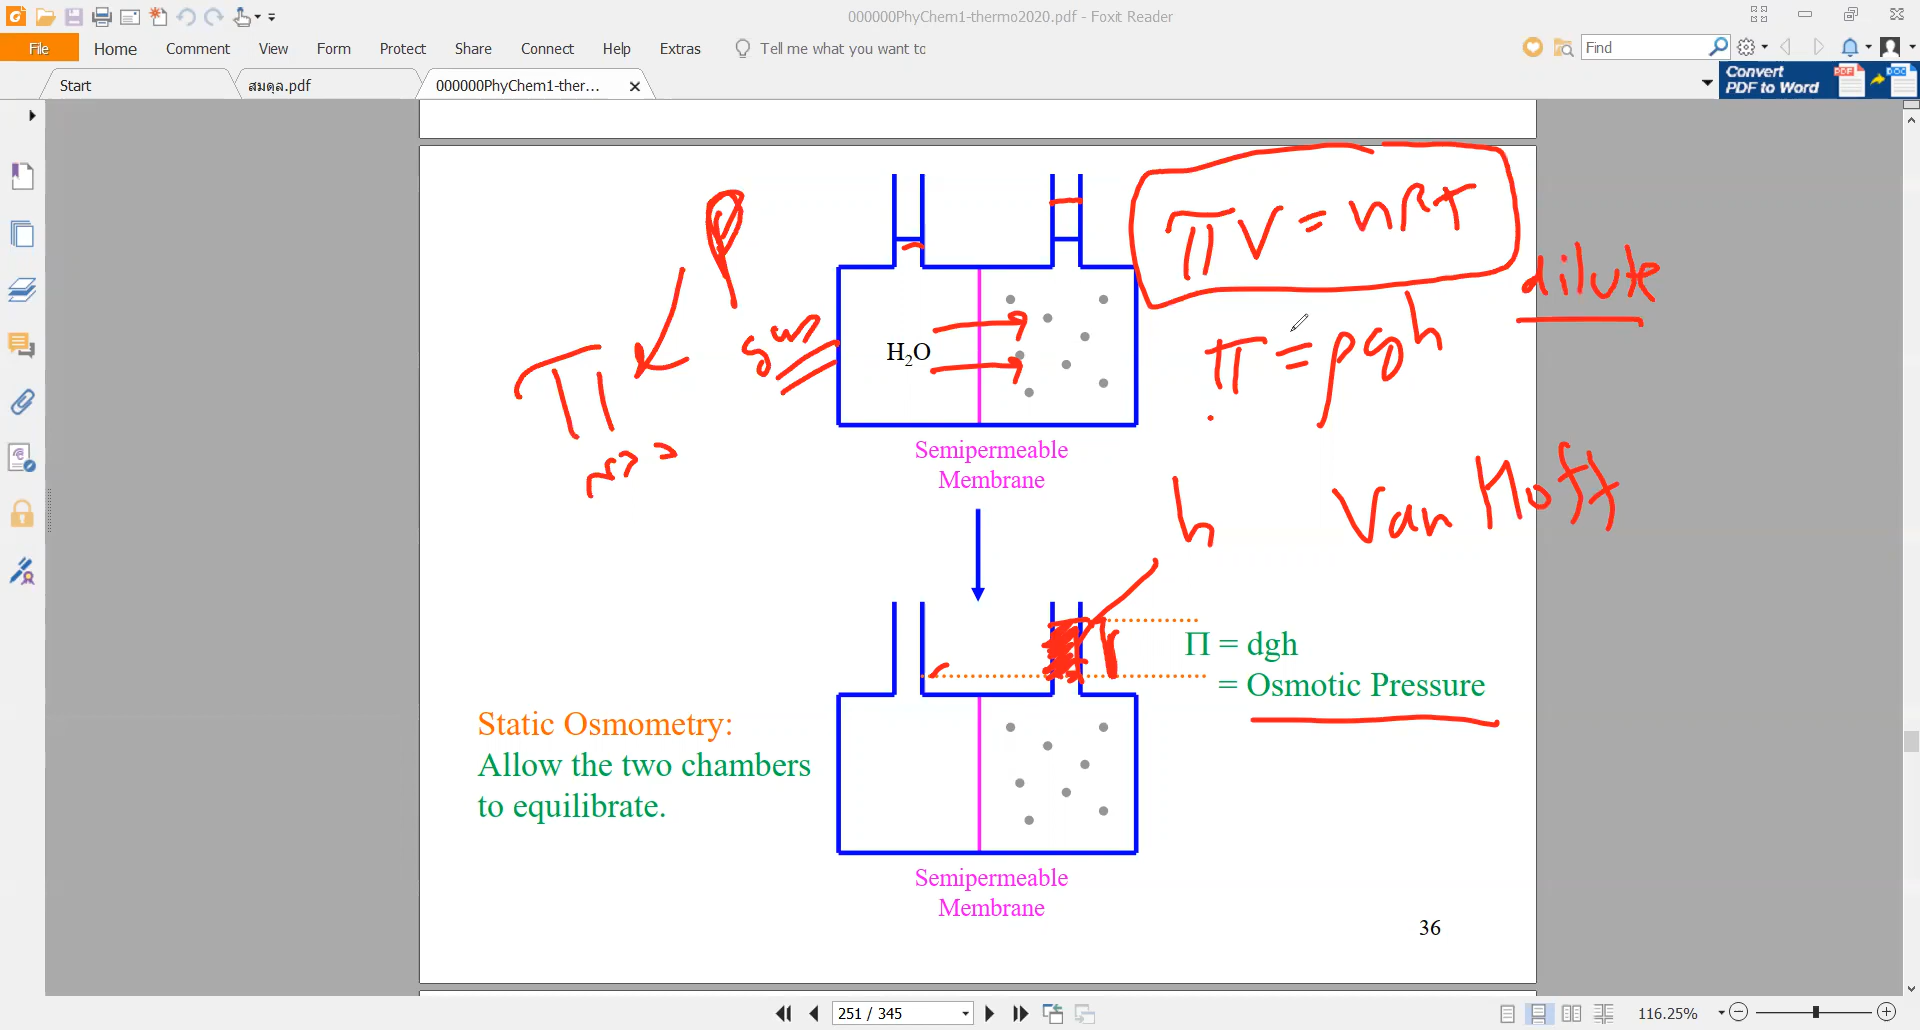 000000PhyChem1-thermo2020.pdf - Foxit Reader
File Home Comment View Form Protect Share Connect Help Extras Tell me what you want to
Find
Start สมดุล.pdf 000000PhyChem1-ther...
Convert
PDF to Word
PDF DOC
P
πV = nRT
dilute
H₂O
π = ρgh
π
Semipermeable
Membrane
h
Van Hoff
Π = dgh
= Osmotic Pressure
Static Osmometry:
Allow the two chambers
to equilibrate.
Semipermeable
Membrane
36
251 / 345
116.25%